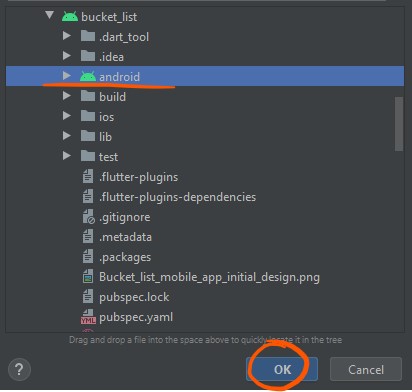 bucket_list
.dart_tool
.idea
android
build
ios
lib
test
.flutter-plugins
.flutter-plugins-dependencies
.gitignore
.metadata
.packages
Bucket_list_mobile_app_initial_design.png
pubspec.lock
YML pubspec.yaml
Drag and drop a file into the space above to quickly locate it in the tree
? OK Cancel